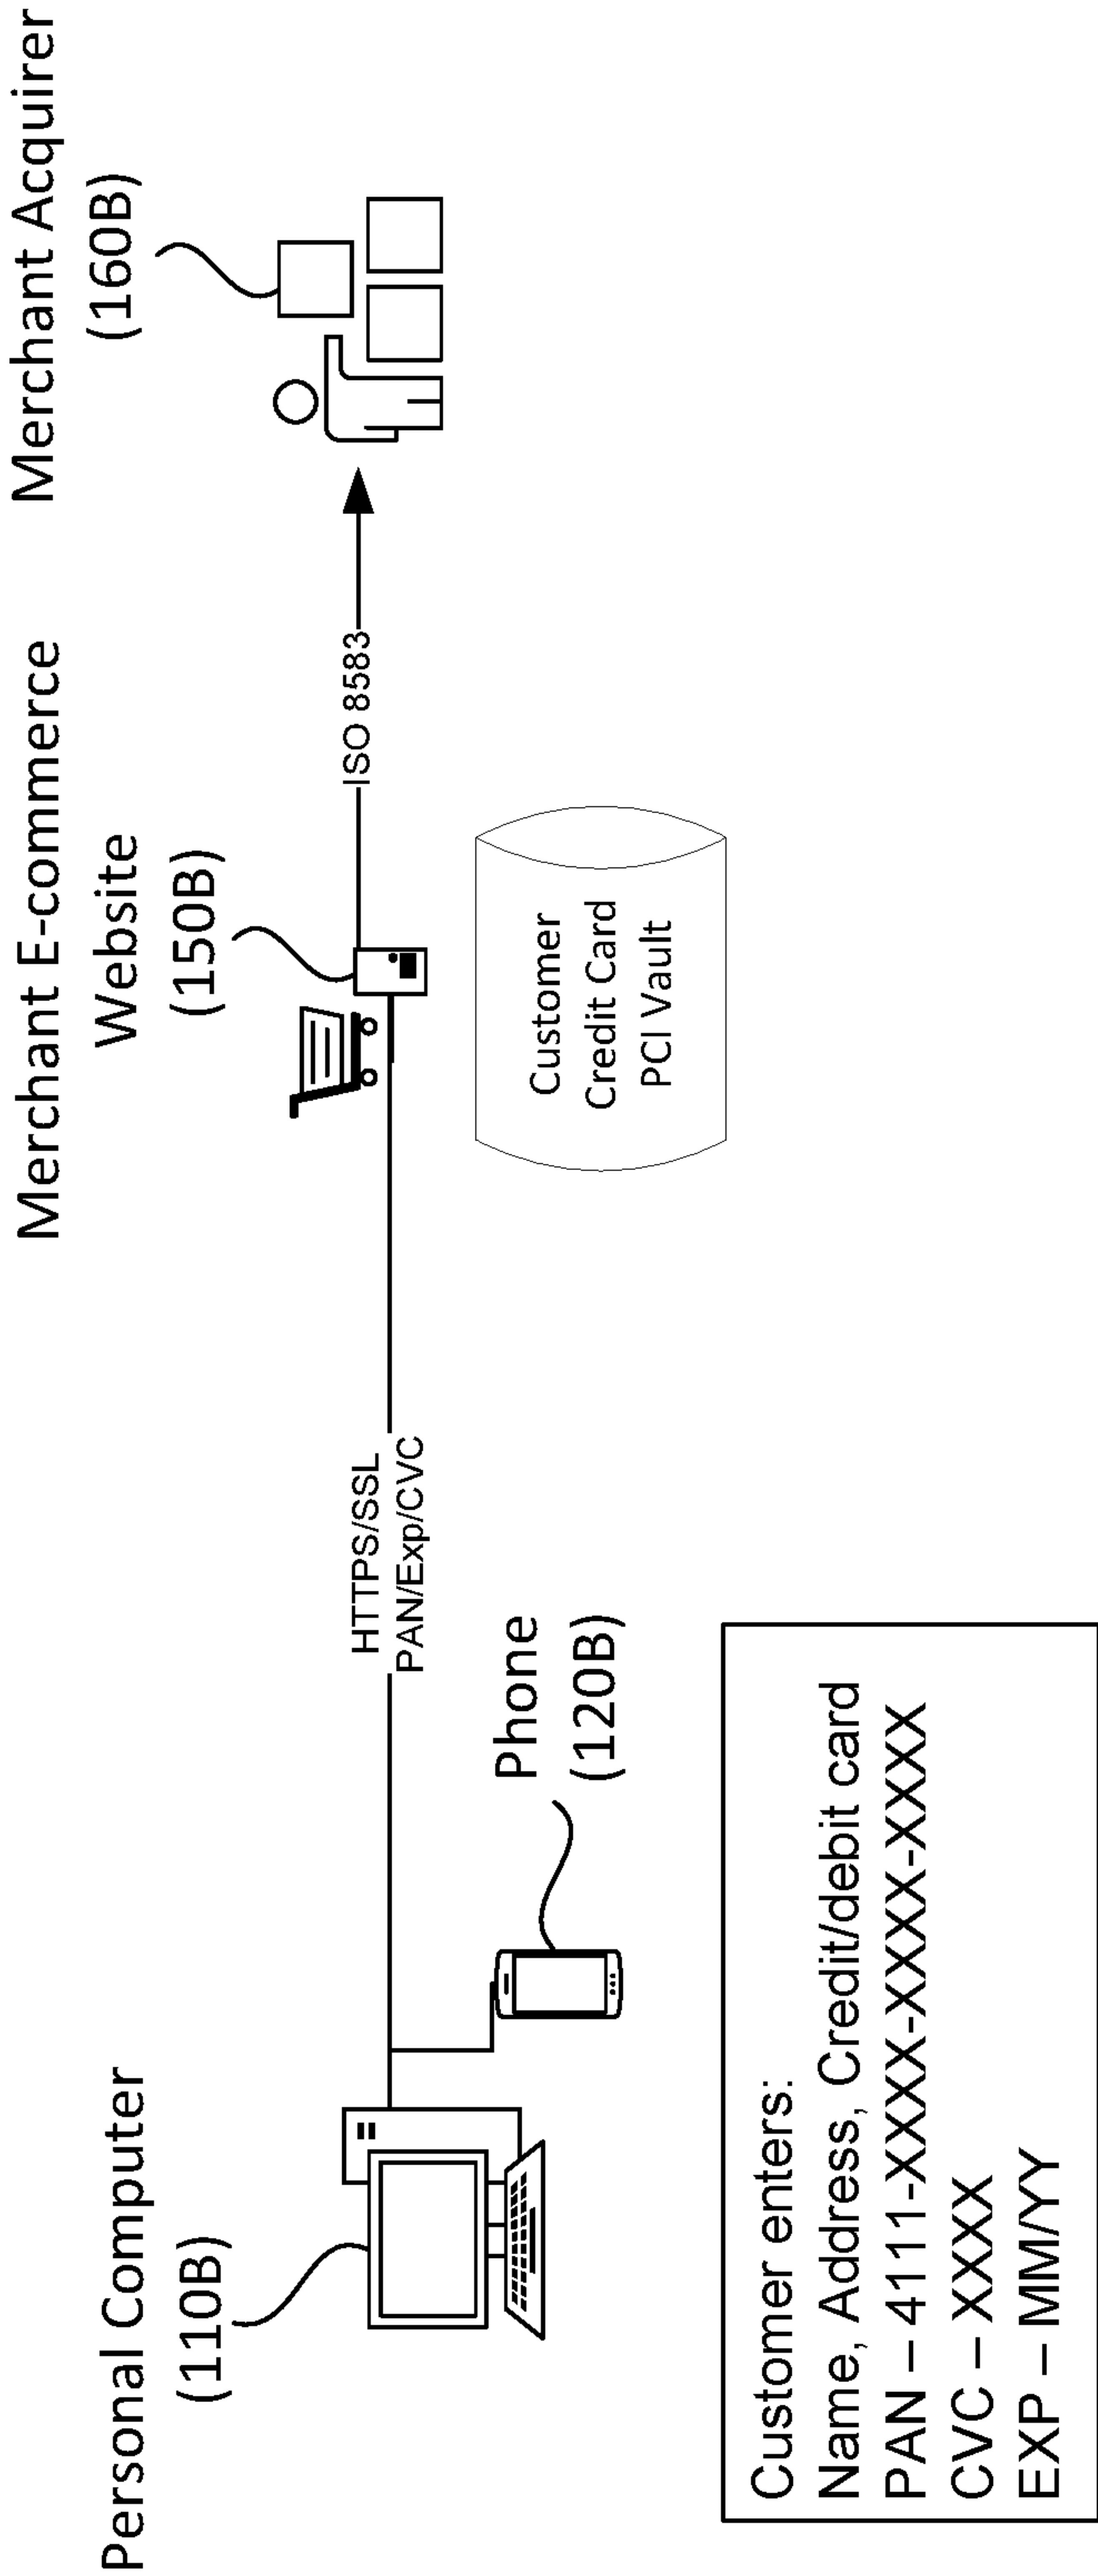 Personal Computer
(110B)
Merchant E-commerce
Website
(150B)
Merchant Acquirer
(160B)
HTTPS/SSL
PAN/Exp/CVC
ISO 8583
Phone
(120B)
Customer
Credit Card
PCI Vault
Customer enters:
Name, Address, Credit/debit card
PAN – 4111-XXXX-XXXX-XXXX
CVC – XXXX
EXP – MM/YY